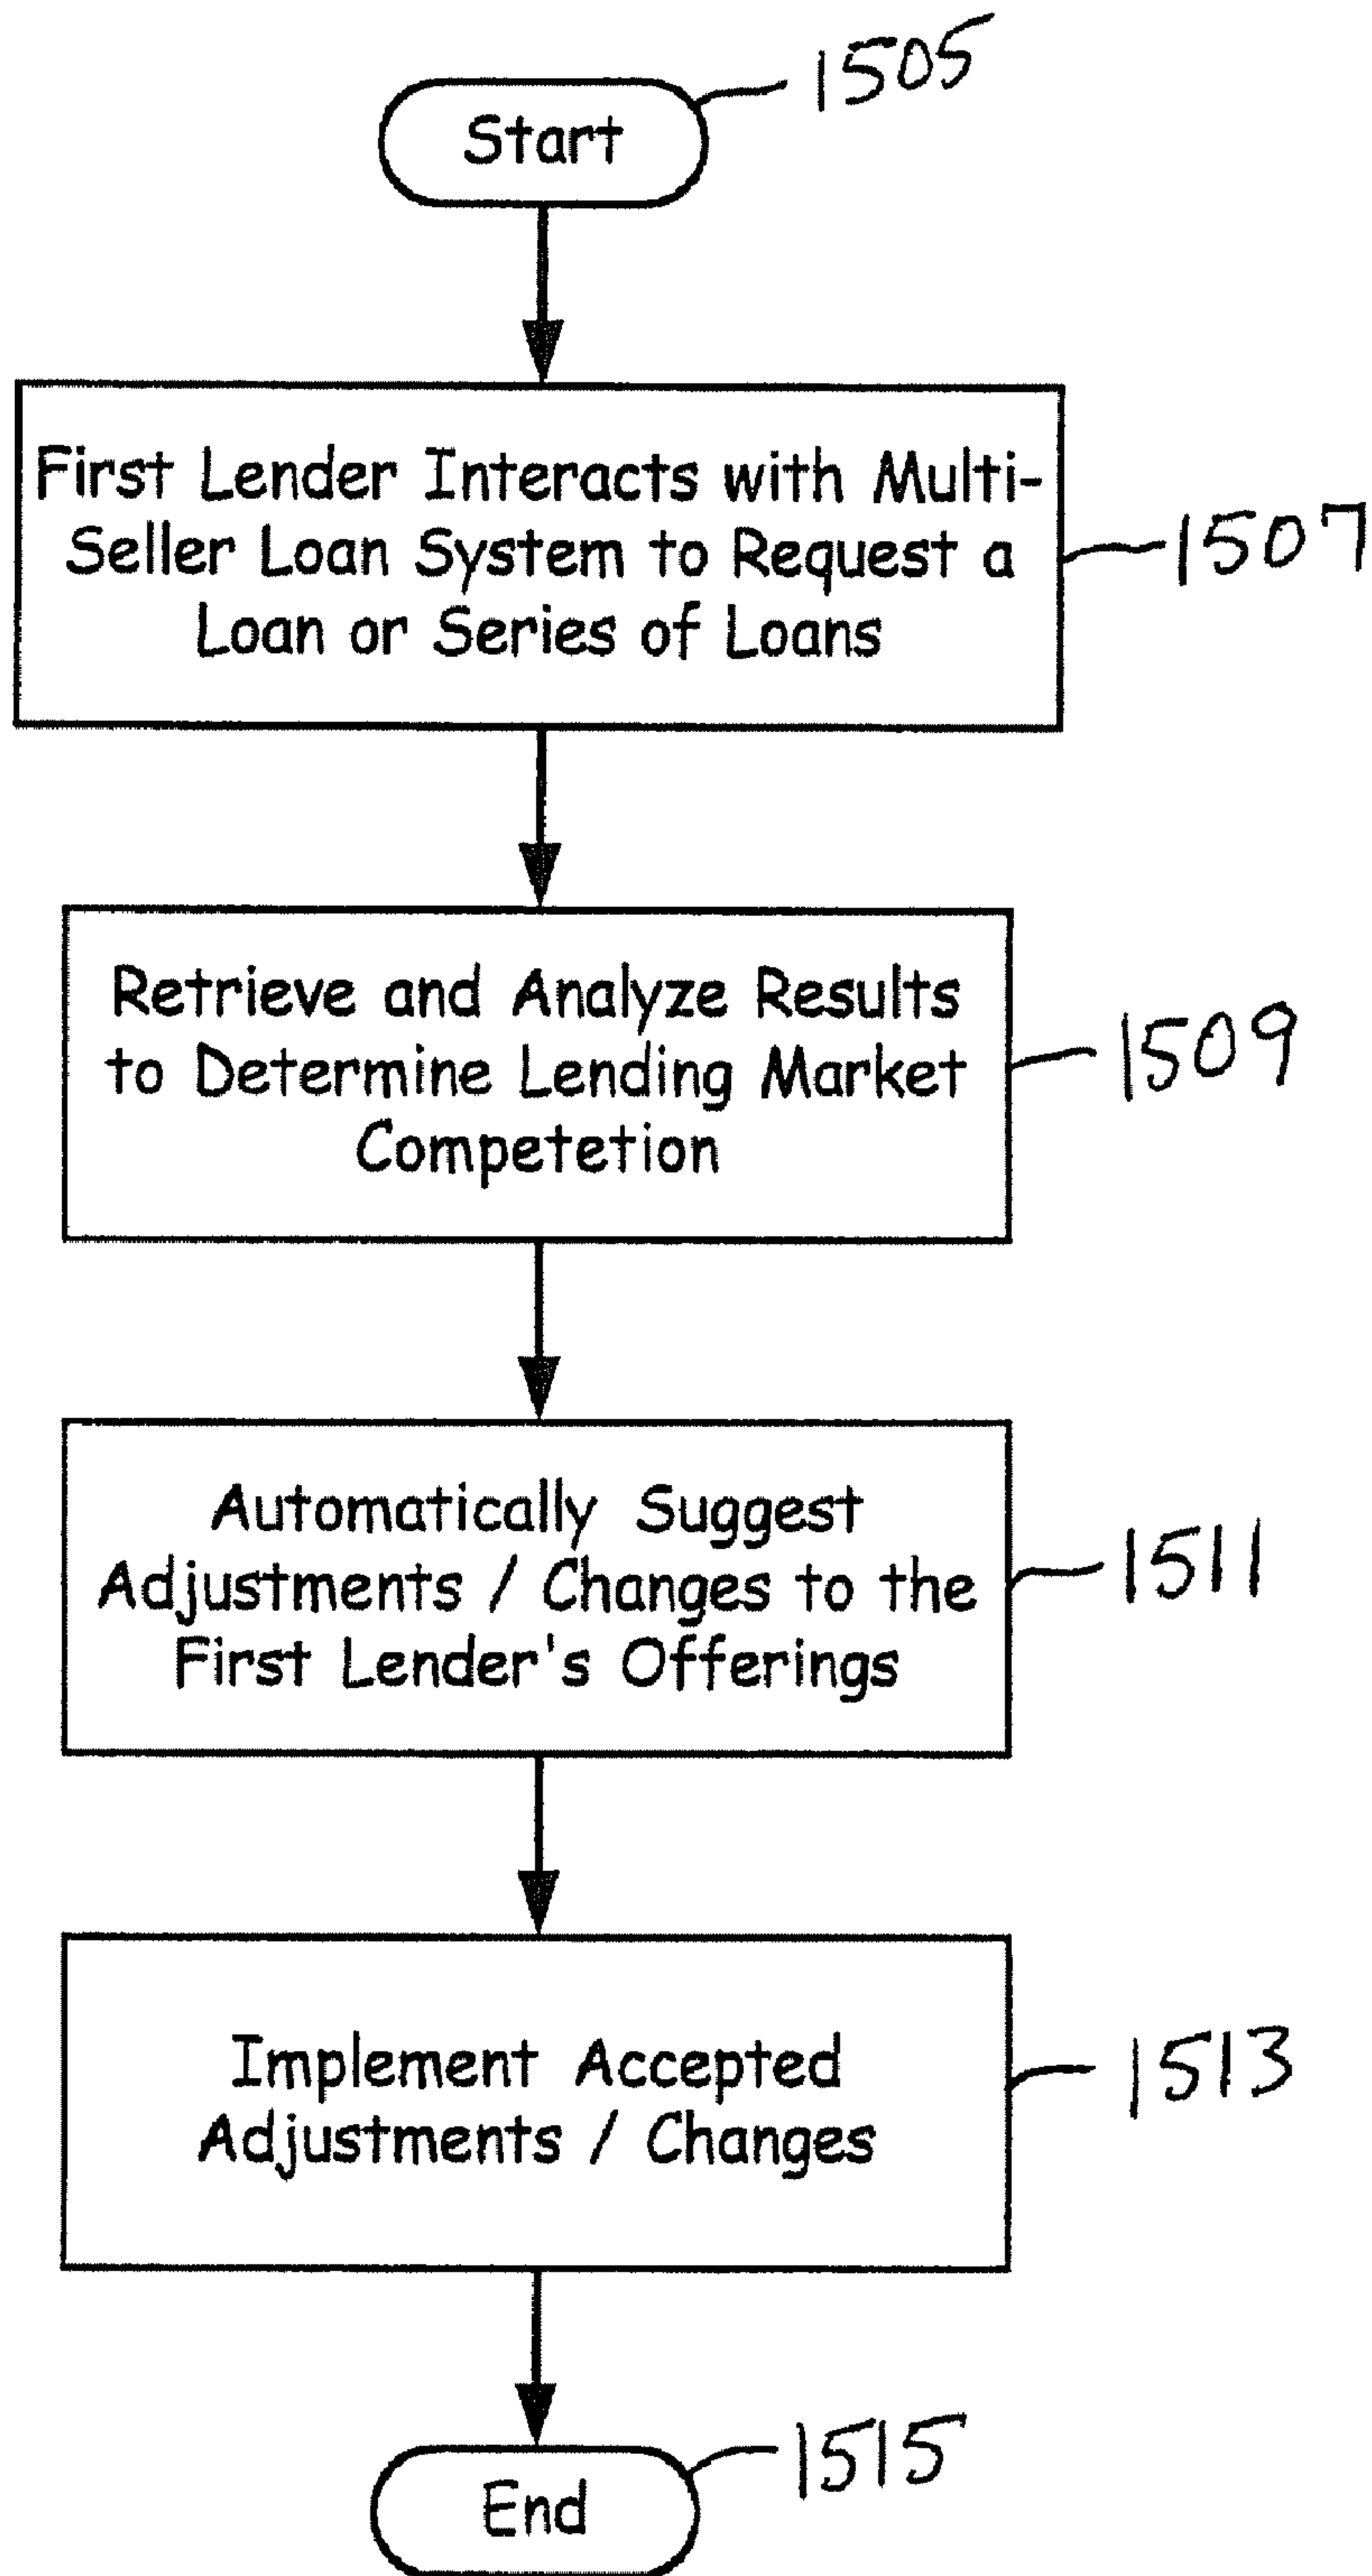 Start
1505
First Lender Interacts with Multi-
Seller Loan System to Request a
Loan or Series of Loans
1507
Retrieve and Analyze Results
to Determine Lending Market
Competetion
1509
Automatically Suggest
Adjustments / Changes to the
First Lender's Offerings
1511
Implement Accepted
Adjustments / Changes
1513
End
1515